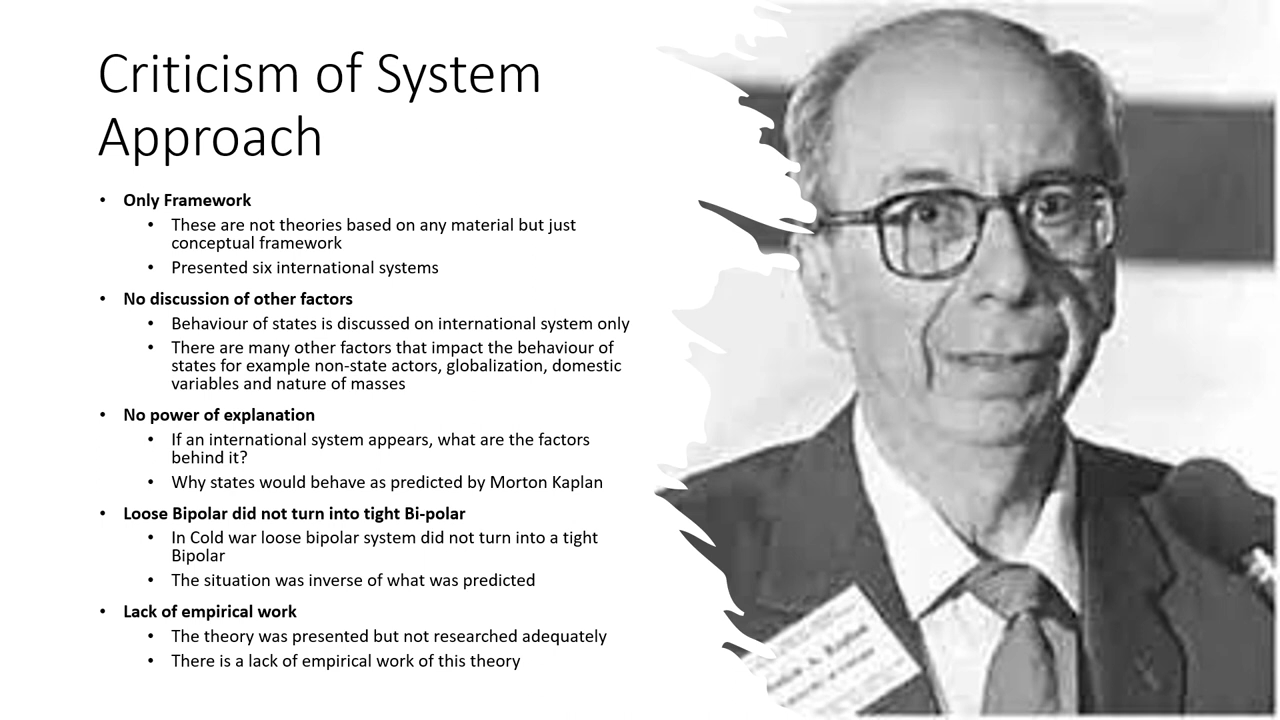 Criticism of System
Approach
• Only Framework
• These are not theories based on any material but just
conceptual framework
• Presented six international systems
• No discussion of other factors
• Behaviour of states is discussed on international system only
• There are many other factors that impact the behaviour of
states for example non-state actors, globalization, domestic
variables and nature of masses
• No power of explanation
• If an international system appears, what are the factors
behind it?
• Why states would behave as predicted by Morton Kaplan
• Loose Bipolar did not turn into tight Bi-polar
• In Cold war loose bipolar system did not turn into a tight
Bipolar
• The situation was inverse of what was predicted
• Lack of empirical work
• The theory was presented but not researched adequately
• There is a lack of empirical work of this theory